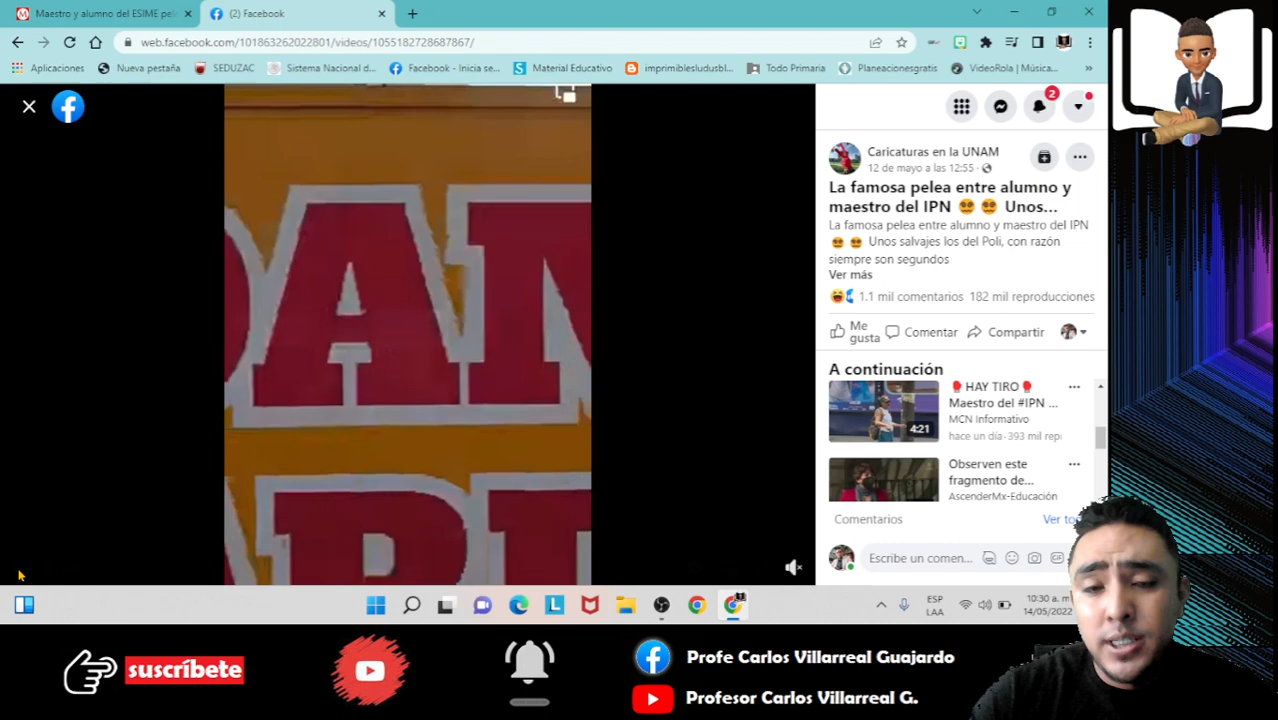 Maestro y alumno del ESIME pel
(2) Facebook
web.facebook.com/101863262022801/videos/1055182728687867/
Aplicaciones
Nueva pestaña
SEDUZAC
Sistema Nacional d...
Facebook - Inicia se...
Material Educativo
imprimiblesludusbl...
Todo Primaria
Planeacionesgratis
VideoRola | Música...
»
2
Caricaturas en la UNAM
12 de mayo a las 12:55 ·
La famosa pelea entre alumno y
maestro del IPN 😵‍💫 😵‍💫 Unos...
La famosa pelea entre alumno y maestro del IPN
😵‍💫 😵‍💫 Unos salvajes los del Poli, con razón
siempre son segundos
Ver más
1.1 mil comentarios 182 mil reproducciones
Me gusta
Comentar
Compartir
A continuación
🥊HAY TIRO🥊
Maestro del #IPN ...
MCN Informativo
hace un día · 393 mil rep
4:21
Observen este
fragmento de...
AscenderMx-Educación
Comentarios
Escribe un comen...
GIF
ESP
LAA
10:30 a. m.
14/05/2022
suscríbete
Profe Carlos Villarreal Guajardo
Profesor Carlos Villarreal G.